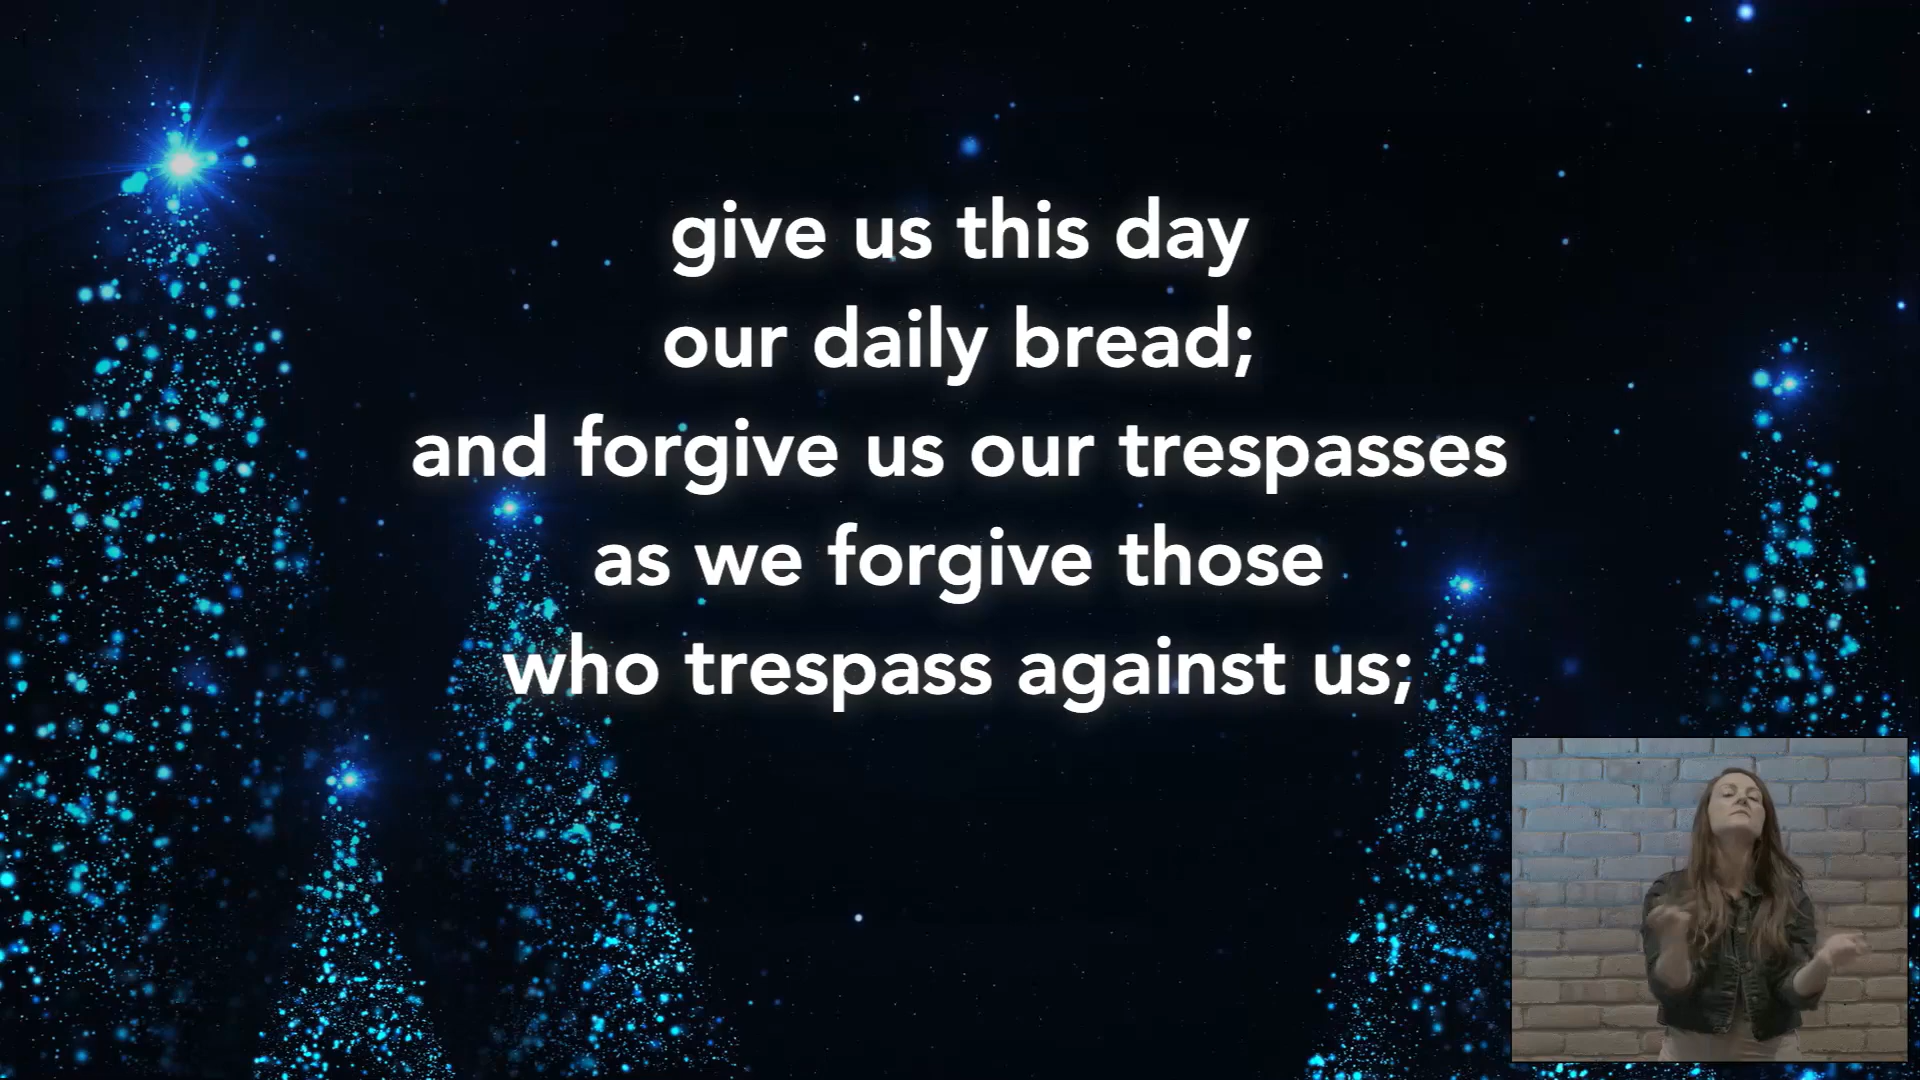 give us this day
our daily bread;
and forgive us our trespasses
as we forgive those
who trespass against us;